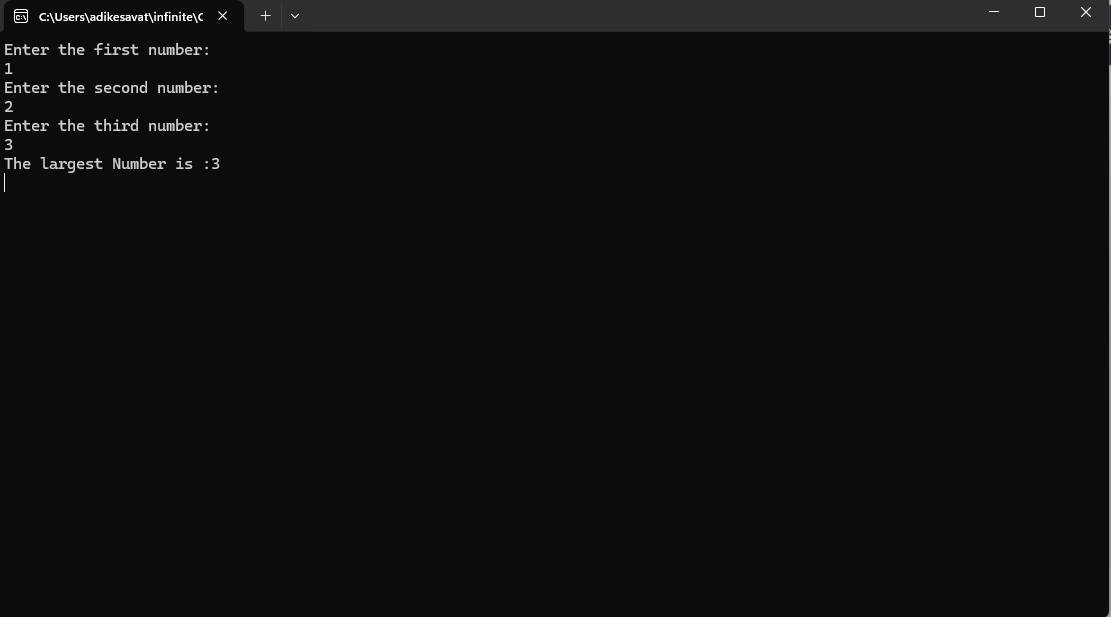 C:\Users\adikesavat\infinite\C
Enter the first number:
1
Enter the second number:
2
Enter the third number:
3
The largest Number is :3